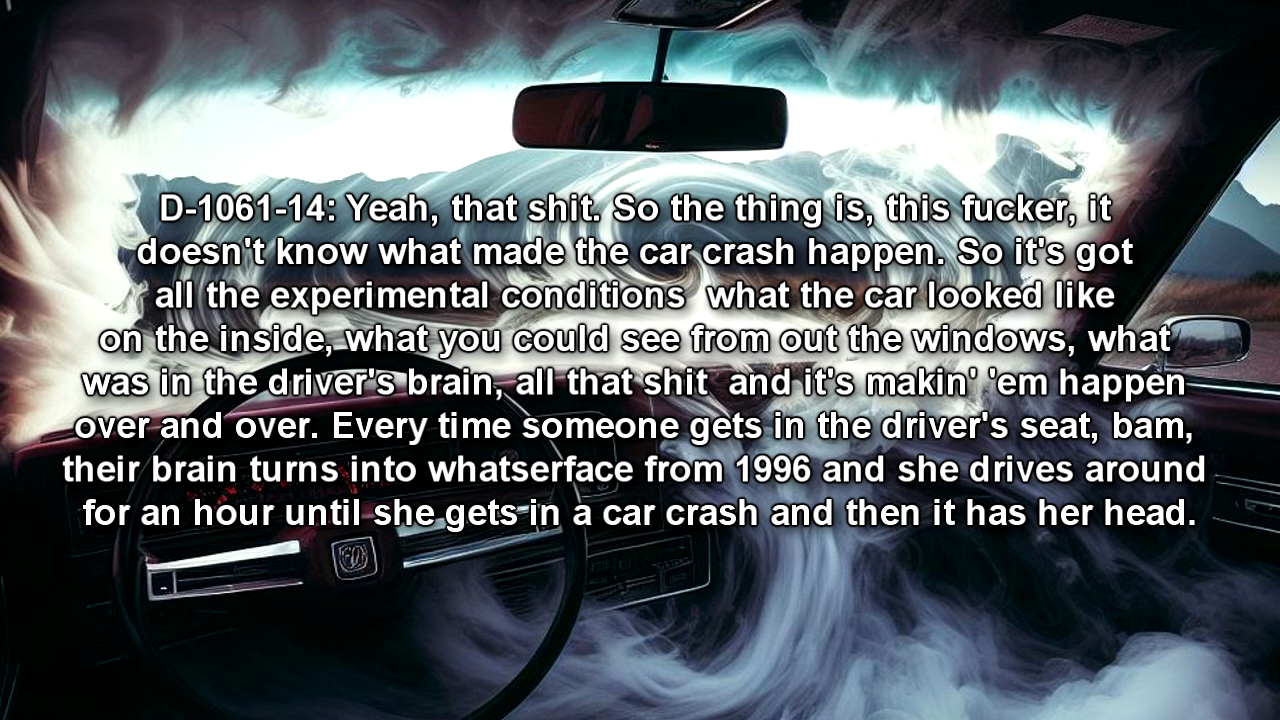 D-1061-14: Yeah, that shit. So the thing is, this fucker, it
doesn't know what made the car crash happen. So it's got
all the experimental conditions  what the car looked like
on the inside, what you could see from out the windows, what
was in the driver's brain, all that shit  and it's makin' 'em happen
over and over. Every time someone gets in the driver's seat, bam,
their brain turns into whatserface from 1996 and she drives around
for an hour until she gets in a car crash and then it has her head.